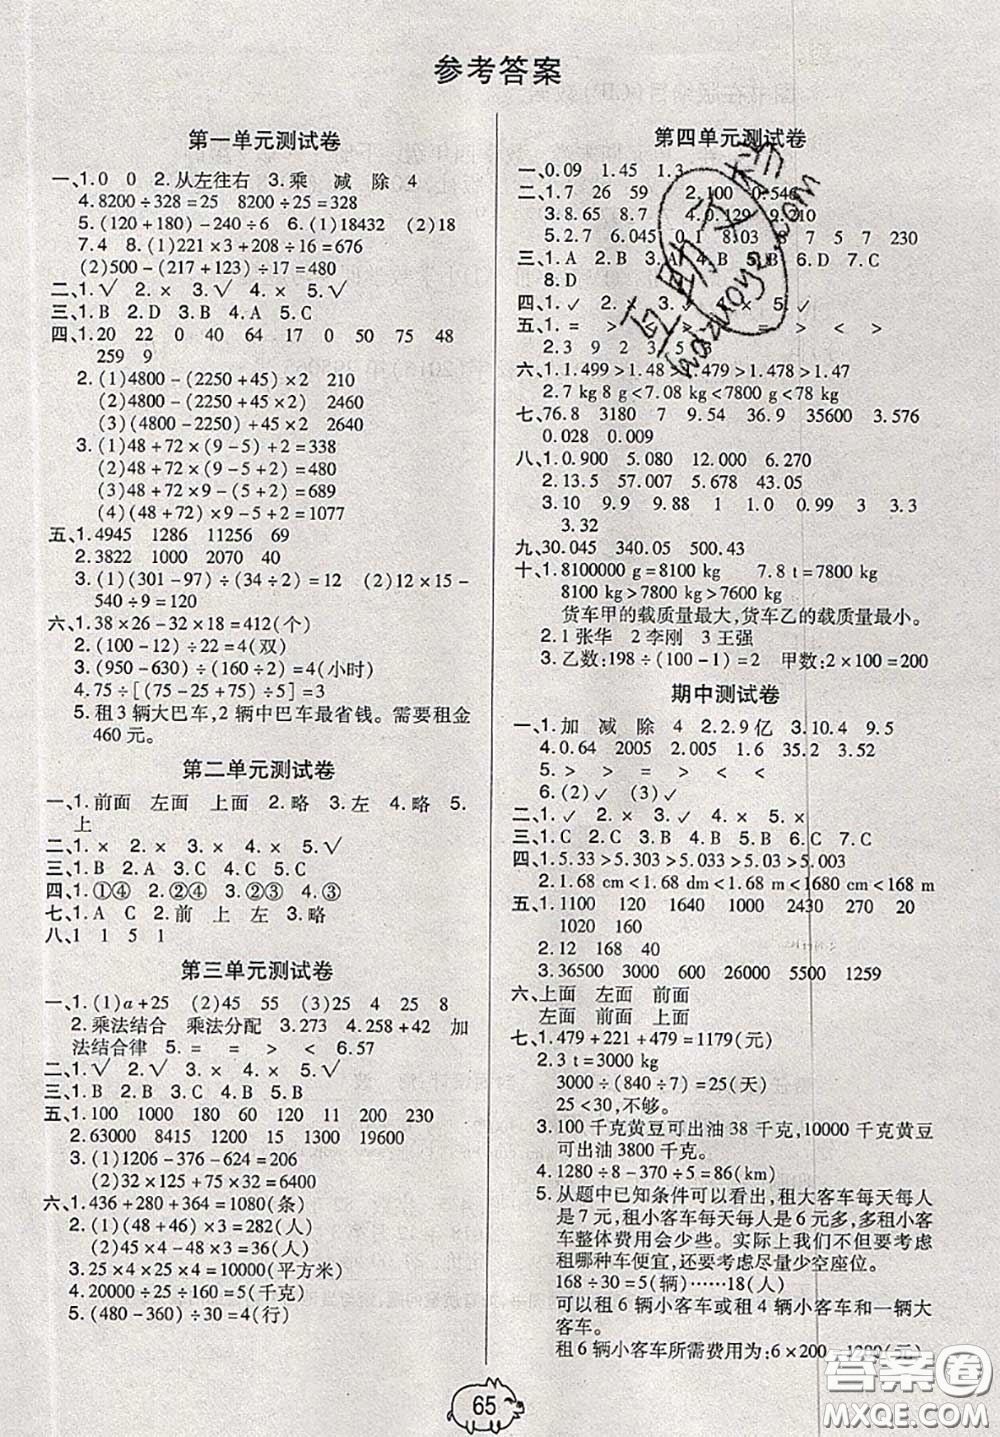 参考答案
第一单元测试卷
一、1.0 0 2.从左往右 3.乘 减 除 4
4.8200÷328=25 8200÷25=328
5.(120+180)-240÷6 6.(1)18432 (2)18
7.4 8.(1)221×3+208÷16=676
(2)500-(217+123)÷17=480
二、1.√ 2.× 3.× 4.× 5.√
三、1.B 2.D 3.B 4.A 5.C
四、1.20 22 0 40 64 17 0 50 75 48
259 9
2.(1)4800-(2250+45)×2 210
(2)(4800-2250+45)×2 2460
(3)(4800-2250)+45×2 2640
3.(1)48+72×(9-5)+2=338
(2)(48+72)×(9-5)=480
(3)48+72×9-(5+2)=689
(4)(48+72)×9-5+2=1077
五、1.4945 1286 11256 69
2.3822 1000 2070 40
3.(1)(301-97)÷(34÷2)=12 (2)12×15-
540÷9=120
六、1.38×26-32×18=412(个)
2.(100-12)÷22=4(双)
3.(950-630)÷(160÷2)=4(小时)
4.75÷[(75-25+75)÷5]=3
5.租3辆大巴车,2辆中巴车最省钱。需要租金
460元。
第二单元测试卷
一、1.前面 左面 上面 2.略 3.左 4.略 5.
上
二、1.× 2.× 3.√ 4.× 5.√
三、1.B 2.A 3.C 4.B 5.C
四、1.①④ 2.②④ 3.②④ 4.③
七、1.A C 2.前 上 左 3.略
八、1 1 5 1
第三单元测试卷
一、1.(1)a+25 (2)45 55 (3)25 4 25 8
2.乘法结合 乘法分配 3.273 4.258+42 加
法结合律 5.= = > < 6.57
二、1.√ 2.√ 3.× 4.× 5.√
三、1.B 2.B 3.C 4.B 5.B
五、1.100 1000 180 60 120 11 200 230
2.63000 8415 1200 1200 130 19600
3.(1)1206-376-624=206
(2)32×125+75×32=6400
六、1.436+280+364=1080(条)
2.(1)(48+46)×3=282(人)
(2)45×4-48×3=36(人)
3.25×4×25×4=10000(平方米)
4.20000÷25÷160=5(千克)
5.(480-360)÷30=4(行)
第四单元测试卷
一、0.09 1.45 1.3
二、1.7 26 59 2.100 0.546
3.8.65 8.7 4.0.129 9.210
5.2.7 6.045 0.1 8.03 8 7 5 7 230
三、1.A 2.B 3.A 4.A 5.B 6.D 7.C
8.D
四、1.✓ 2.× 3.× 4.× 5.✓
五、1.= = > < > = > < >
2.3 9 2 3 5 3
六、1.1.499>1.48>1.479>1.478>1.47
2.0.7 kg 8 g<7.08 kg<7 800 g<78 kg
七、76.8 3180 7 9.54 36.9 35600 3.576
0.028 0.009
八、1.0.900 5.080 12.000 6.270
2.13.5 57.007 5.678 43.05
3.10 9.9 9.88 1 0.9 0.90 3 3.3
3.32
九、30.045 340.05 500.43
十、1.8100000 g=8100 kg 7.8 t=7800 kg
8100 kg>7800 kg>7600 kg
货车甲的载质量最大,货车乙的载质量最小。
2.1 张华 2 李刚 3 王强
3.乙数:198÷(100-1)=2 甲数:2×100=200
期中测试卷
一、1.加 减 除 4 2.2.9亿 3.10.4 9.5
4.0.64 2005 2.005 1.6 35.2 3.52
5.> > < =
6.(2)✓ (3)✓
二、1.✓ 2.× 3.✓ 4.× 5.×
三、1.C 2.C 3.B 4.B 5.B 6.C 7.C
四、1.5.33>5.303>5.033>5.03>5.003
2.1.68 cm<1.68 dm<1.68 m<1680 cm<168 m
五、1.1100 120 1640 1000 2430 270 20
1020 160
2.12 168 40
3.36500 3000 900 26000 5500 1259
六、上面 左面 前面
左面 前面 上面
七、1.479+221+479=1179(元)
2.3 t=3000 kg
3000÷(840÷7)=25(天)
25<30,不够。
3.100千克黄豆可出油38千克,10000千克黄豆
可出油3800千克。
4.1280÷8-370÷5=86(km)
5.从题中已知条件可以看出,租大客车每天每人
是7元,租小客车每天每人是6元多,租小客
车整体费用会少些。实际上我们不但要考虑
租哪种车便宜,还要考虑尽量少空座位。
168÷30=5(辆)……18(人)
可以租6辆小客车或租4辆小客车和一辆大
客车。
租6辆小客车所需费用为:6×200=1200(元)
65
互助文科
hdzwoyz.com
答案圈
MXQE.COM